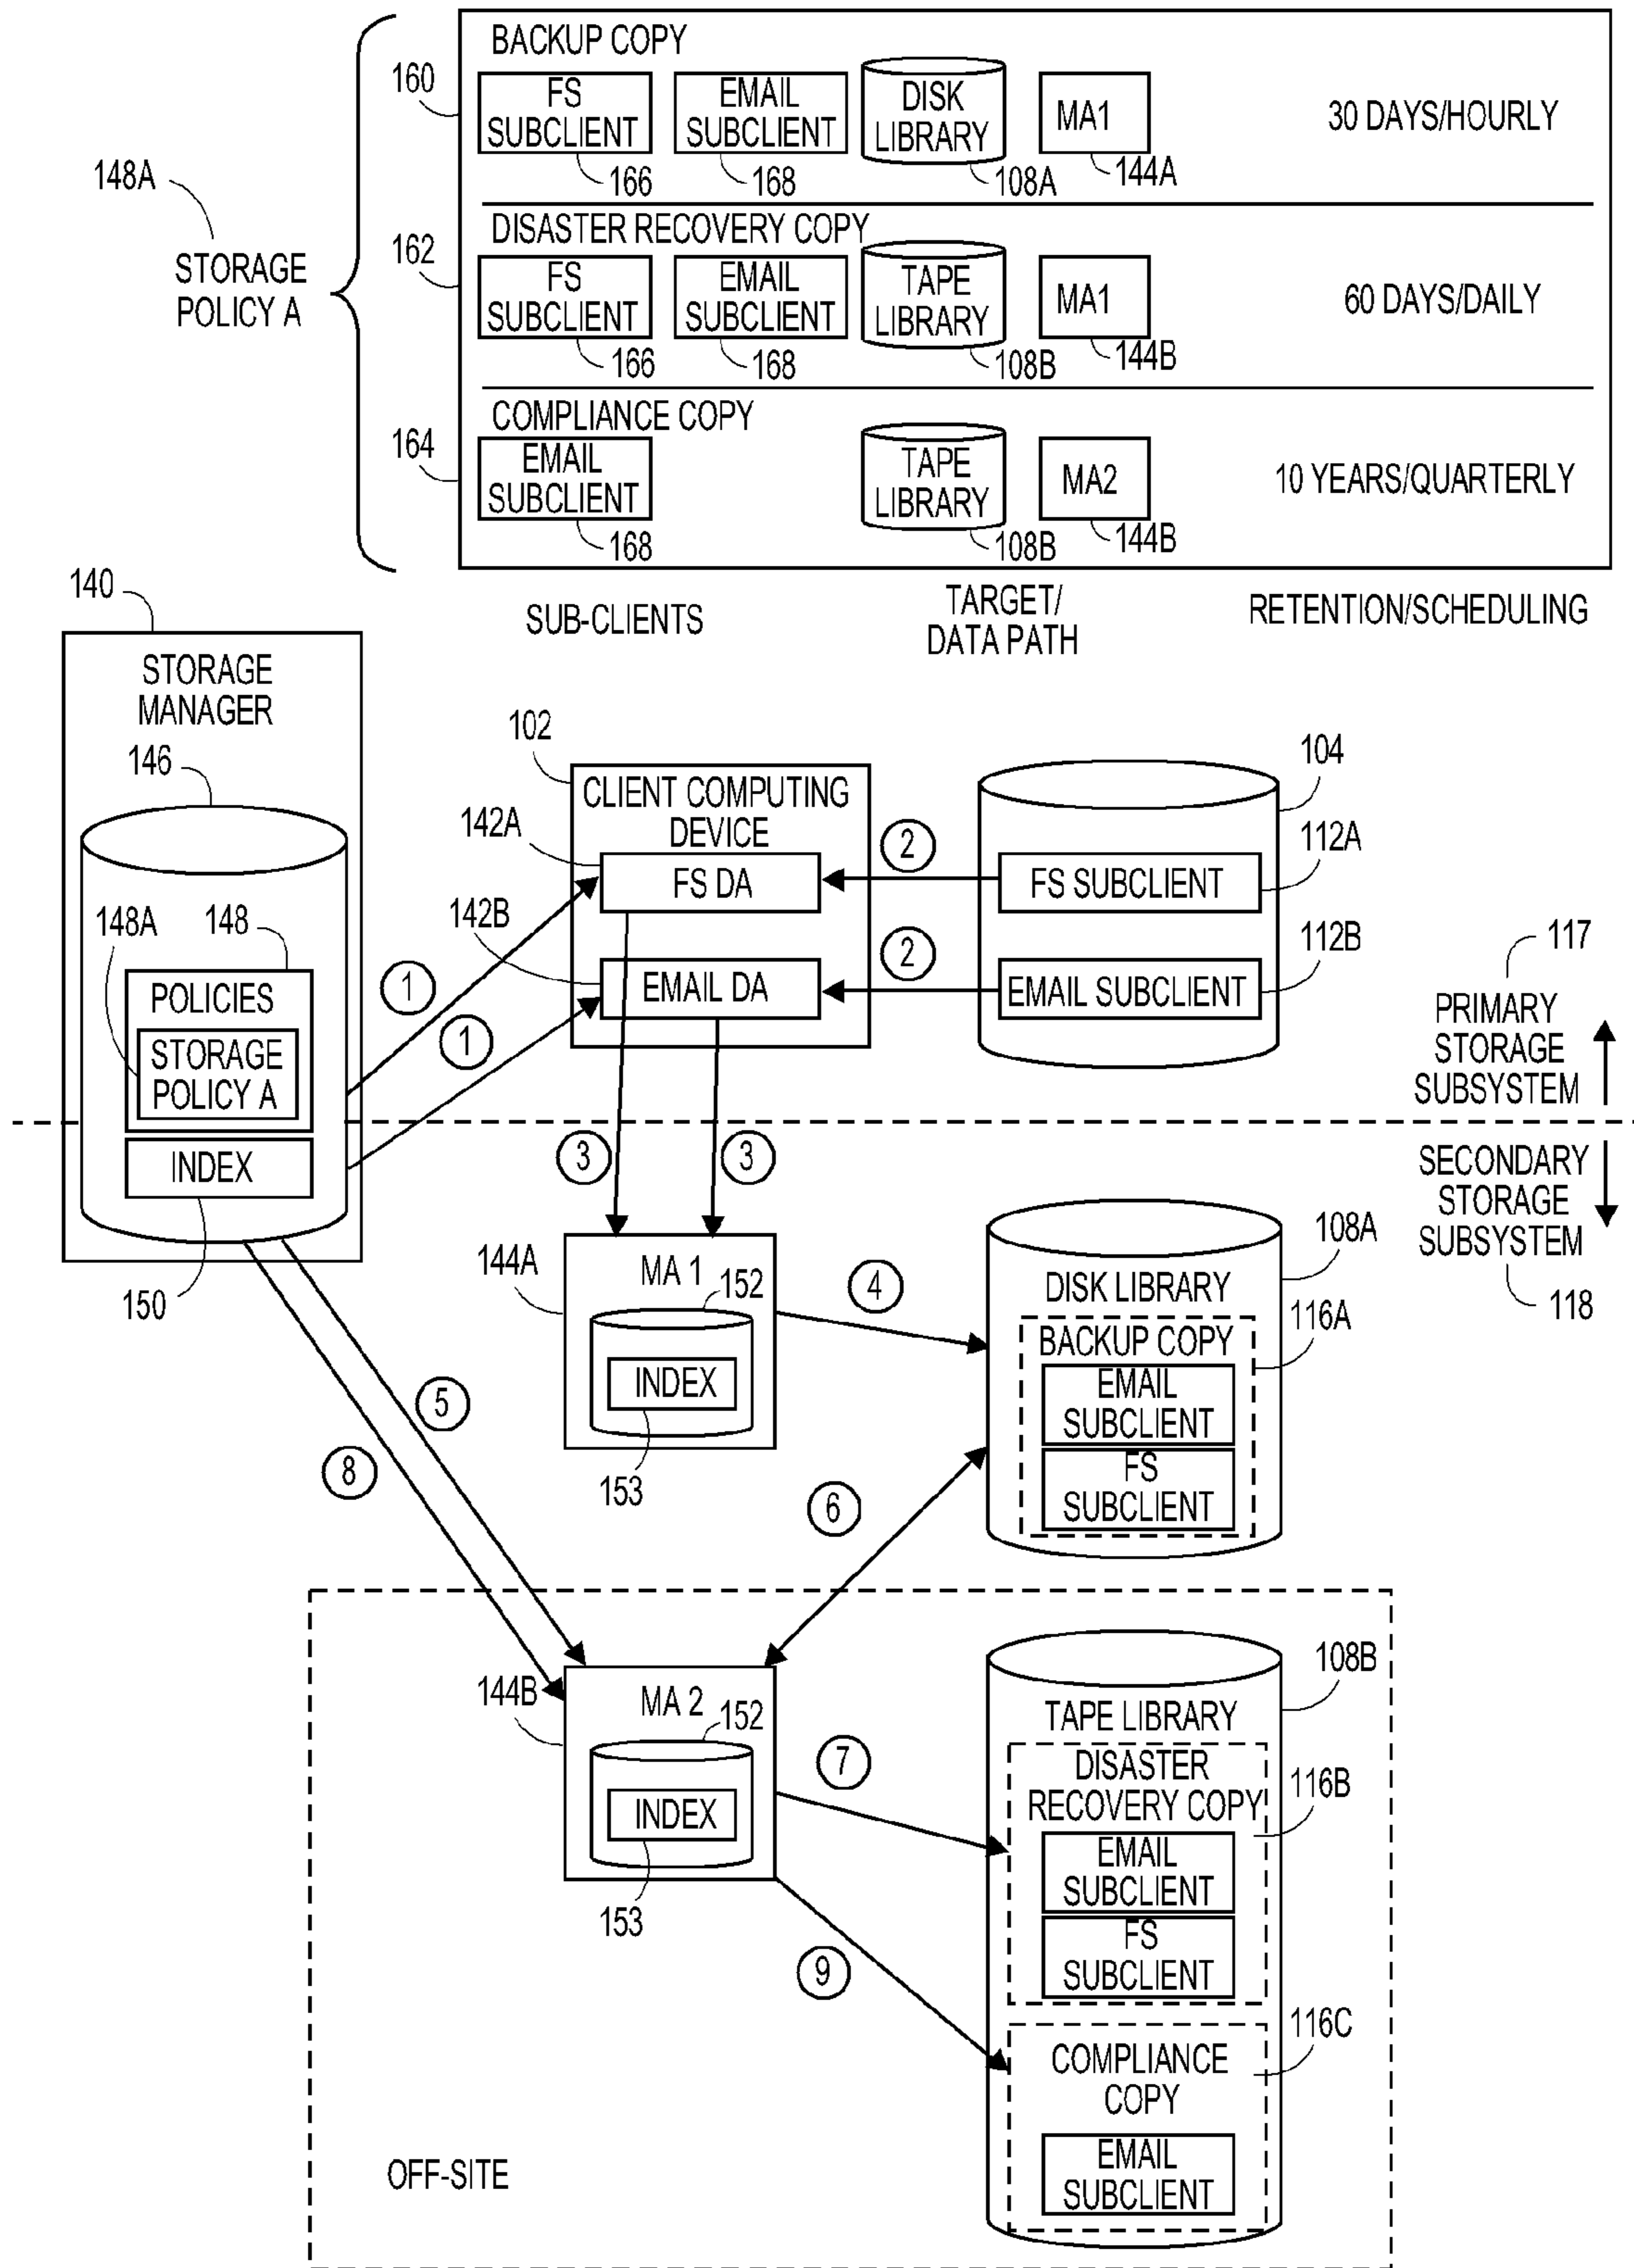 BACKUP COPY
160
FS
SUBCLIENT
166
EMAIL
SUBCLIENT
168
DISK
LIBRARY
108A
MA1
144A
30 DAYS/HOURLY
148A
STORAGE
POLICY A
DISASTER RECOVERY COPY
162
FS
SUBCLIENT
166
EMAIL
SUBCLIENT
168
TAPE
LIBRARY
108B
MA1
144B
60 DAYS/DAILY
COMPLIANCE COPY
164
EMAIL
SUBCLIENT
168
TAPE
LIBRARY
108B
MA2
144B
10 YEARS/QUARTERLY
SUB-CLIENTS
TARGET/
DATA PATH
RETENTION/SCHEDULING
140
STORAGE
MANAGER
146
148A
148
POLICIES
STORAGE
POLICY A
INDEX
150
1
1
102
CLIENT COMPUTING
DEVICE
142A
FS DA
142B
EMAIL DA
2
2
104
FS SUBCLIENT
112A
EMAIL SUBCLIENT
112B
117
PRIMARY
STORAGE
SUBSYSTEM
SECONDARY
STORAGE
SUBSYSTEM
118
3
3
144A
MA 1
152
INDEX
153
4
108A
DISK LIBRARY
BACKUP COPY
116A
EMAIL
SUBCLIENT
FS
SUBCLIENT
5
8
6
144B
MA 2
152
INDEX
153
7
9
108B
TAPE LIBRARY
DISASTER
RECOVERY COPY
116B
EMAIL
SUBCLIENT
FS
SUBCLIENT
116C
COMPLIANCE
COPY
EMAIL
SUBCLIENT
OFF-SITE